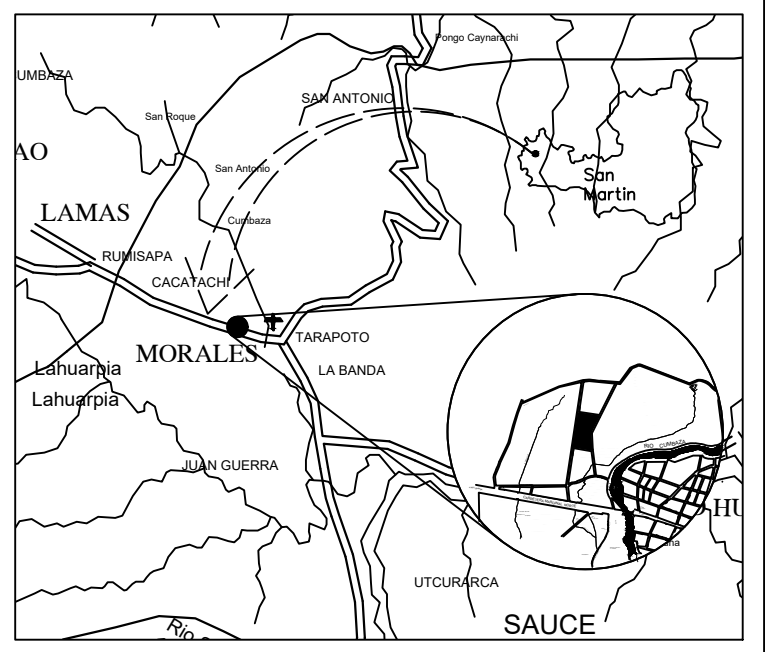 Pongo Caynarachi
UMBAZA
SAN ANTONIO
San Roque
AO
San Antonio
San
Martin
LAMAS
Cumbaza
RUMISAPA
CACATACHI
TARAPOTO
MORALES
LA BANDA
Lahuarpia
Lahuarpia
RIO CUMBAZA
JUAN GUERRA
HU
UTCURARCA
SAUCE
Rio